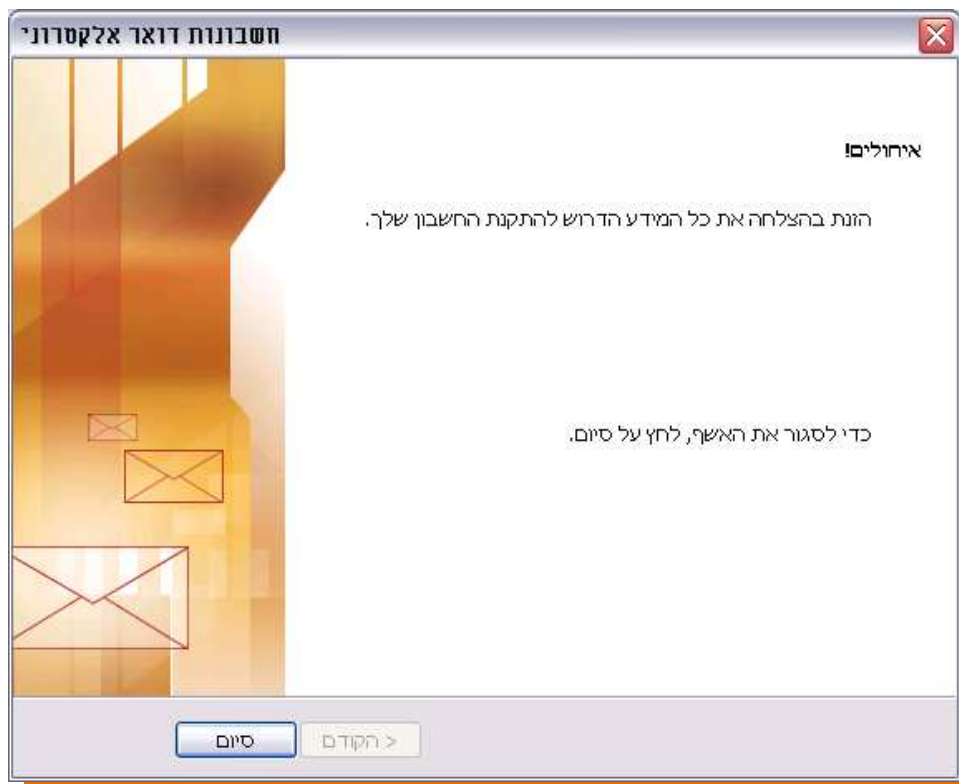 חשבונות דואר אלקטרוני
איחולים!
הזנת בהצלחה את כל המידע הדרוש להתקנת החשבון שלך.
כדי לסגור את האשף, לחץ על סיום.
< הקודם
סיום